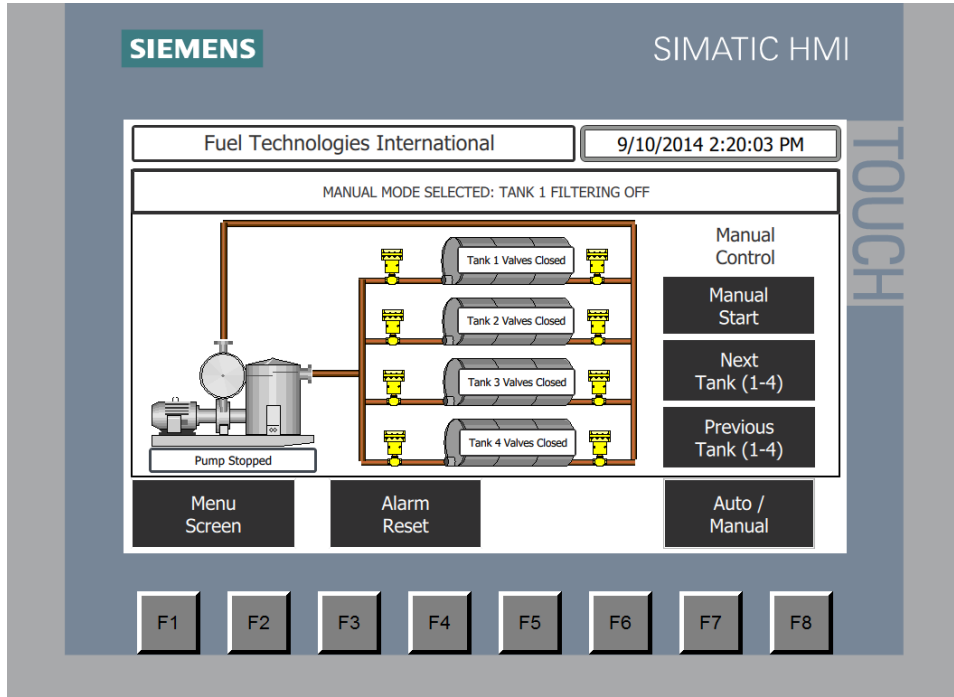 SIEMENS
SIMATIC HMI
TOUCH
Fuel Technologies International
9/10/2014 2:20:03 PM
MANUAL MODE SELECTED: TANK 1 FILTERING OFF
Manual
Control
Tank 1 Valves Closed
Manual
Start
Tank 2 Valves Closed
Next
Tank (1-4)
Tank 3 Valves Closed
Previous
Tank (1-4)
Tank 4 Valves Closed
Pump Stopped
Menu
Screen
Alarm
Reset
Auto /
Manual
F1
F2
F3
F4
F5
F6
F7
F8